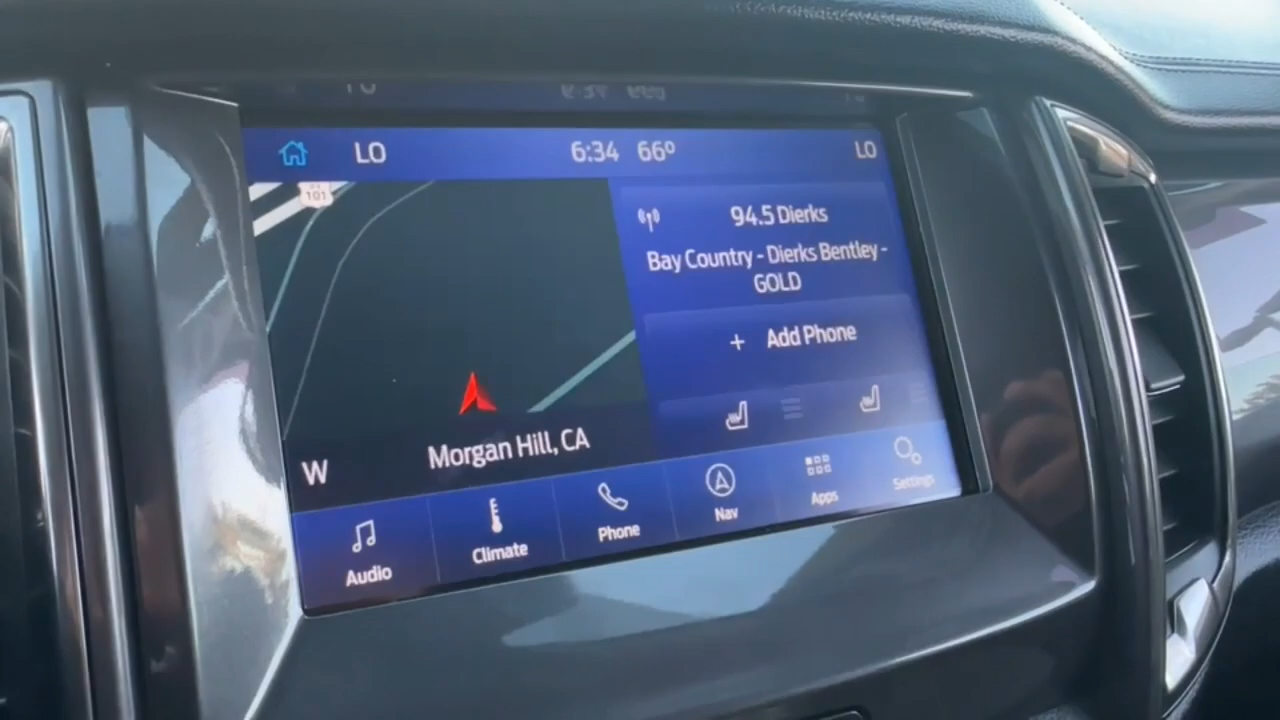 LO 6:34 66° LO
101
94.5 Dierks
Bay Country - Dierks Bentley -
GOLD
+ Add Phone
Morgan Hill, CA
W
Audio Climate Phone Nav Apps Settings